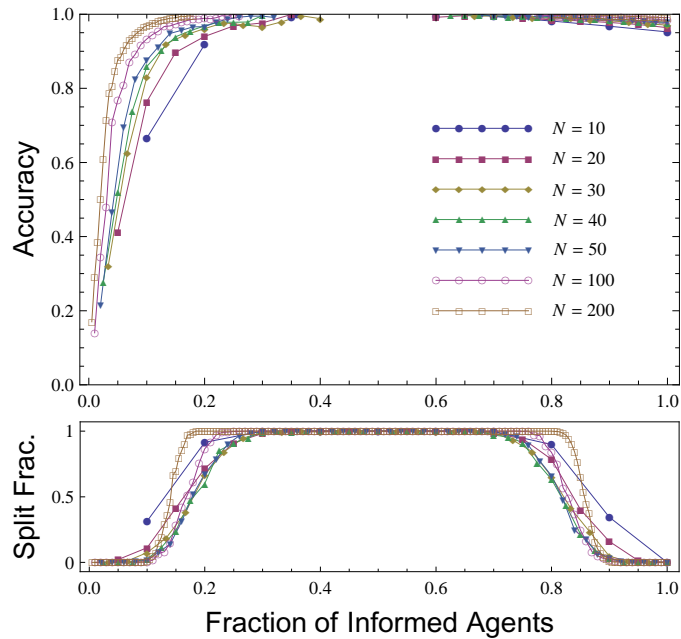 1.0
0.8
0.6
0.4
0.2
0.0
Accuracy
N = 10
N = 20
N = 30
N = 40
N = 50
N = 100
N = 200
0.0 0.2 0.4 0.6 0.8 1.0
1
0.5
0
Split Frac.
0.0 0.2 0.4 0.6 0.8 1.0
Fraction of Informed Agents